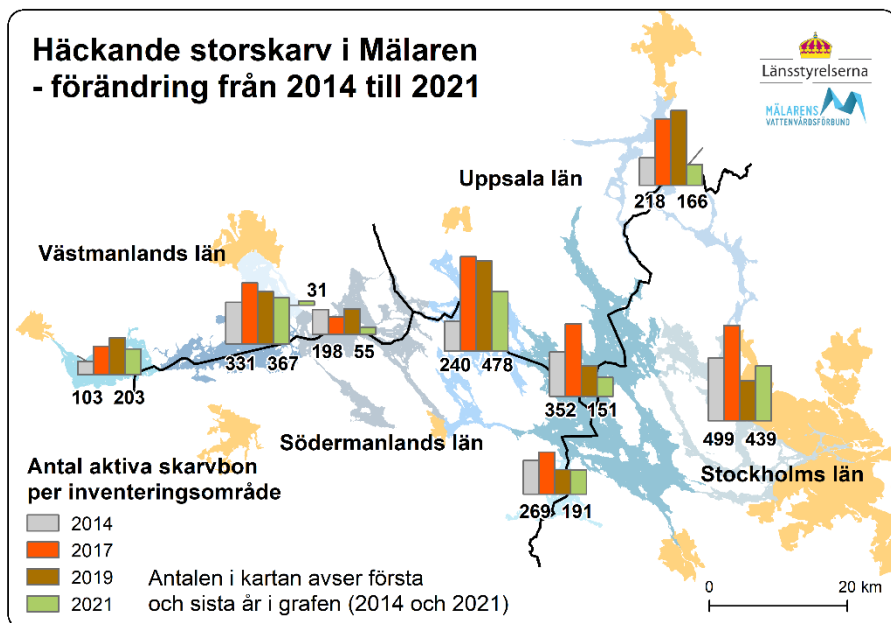 Häckande storskarv i Mälaren
- förändring från 2014 till 2021
Länsstyrelserna
MÄLARENS
VATTENVÅRDSFÖRBUND
Uppsala län
218 166
Västmanlands län
31
331 367
198 55
103 203
240 478
352 151
499 439
Södermanlands län
Stockholms län
269 191
Antal aktiva skarvbon
per inventeringsområde
2014
2017
2019
2021
Antalen i kartan avser första
och sista år i grafen (2014 och 2021)
0 20 km